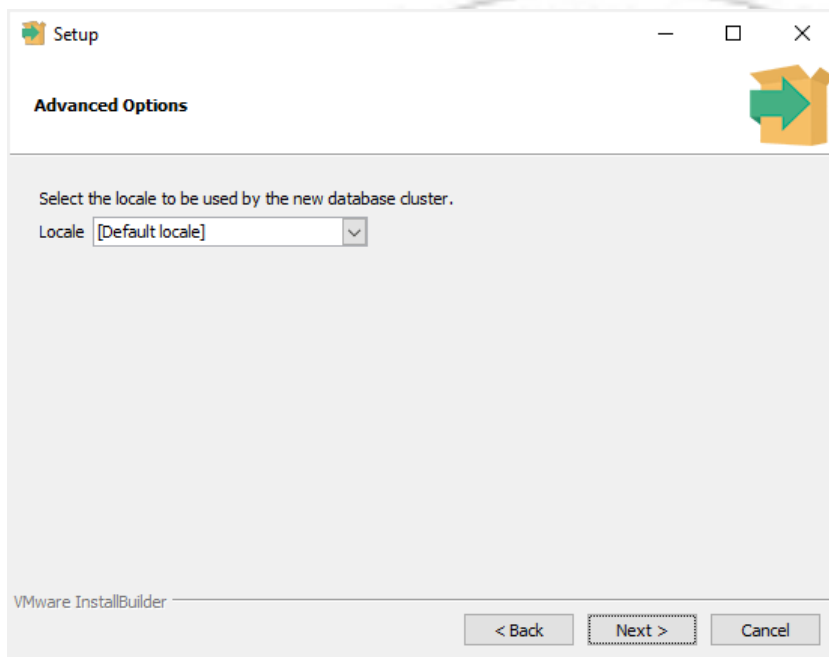 Setup
Advanced Options
Select the locale to be used by the new database cluster.
Locale [Default locale]
VMware InstallBuilder
< Back Next > Cancel